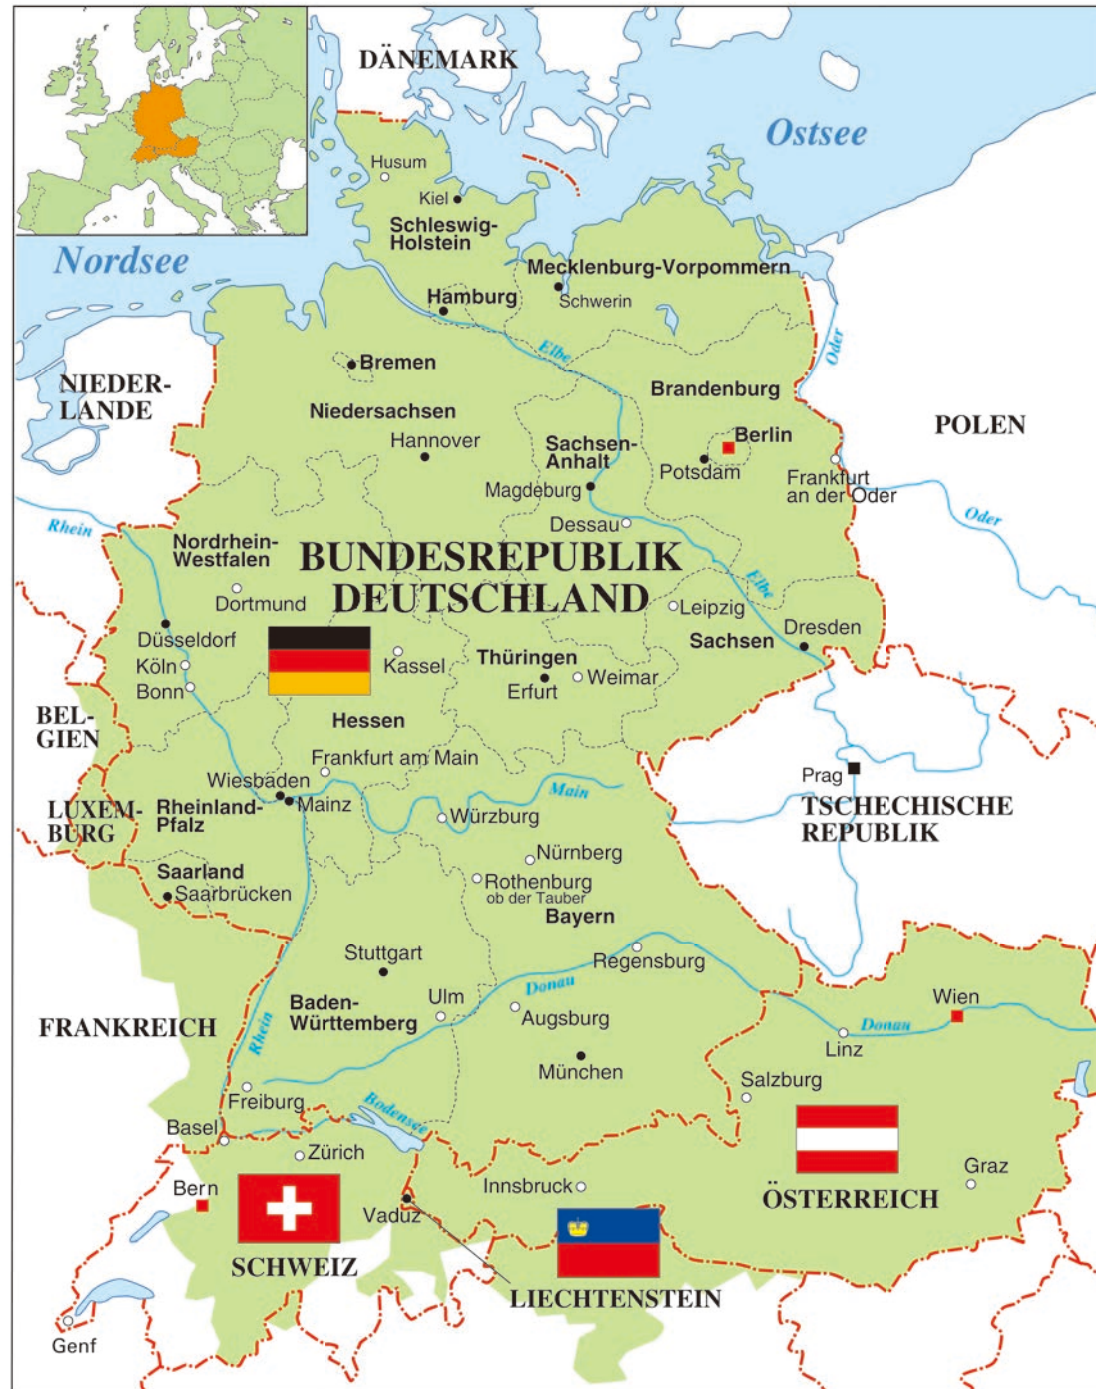 DÄNEMARK
Ostsee
Husum
Kiel
Schleswig-
Holstein
Nordsee
Mecklenburg-Vorpommern
Schwerin
Hamburg
Elbe
Oder
Bremen
NIEDER-
LANDE
Brandenburg
Niedersachsen
POLEN
Hannover
Sachsen-
Anhalt
Berlin
Potsdam
Frankfurt
an der Oder
Magdeburg
Rhein
Dessau
Oder
Nordrhein-
Westfalen
BUNDESREPUBLIK
DEUTSCHLAND
Elbe
Dortmund
Leipzig
Düsseldorf
Sachsen
Dresden
Köln
Kassel
Thüringen
Bonn
Erfurt
Weimar
BEL-
GIEN
Hessen
Frankfurt am Main
Wiesbaden
Prag
Main
LUXEM-
BURG
Rheinland-
Pfalz
Mainz
Würzburg
TSCHECHISCHE
REPUBLIK
Nürnberg
Saarland
Saarbrücken
Rothenburg
ob der Tauber
Bayern
Stuttgart
Regensburg
Donau
Baden-
Württemberg
Ulm
Augsburg
Wien
FRANKREICH
Rhein
Donau
Linz
München
Salzburg
Freiburg
Bodensee
Basel
Zürich
Graz
Bern
Innsbruck
ÖSTERREICH
Vaduz
SCHWEIZ
LIECHTENSTEIN
Genf